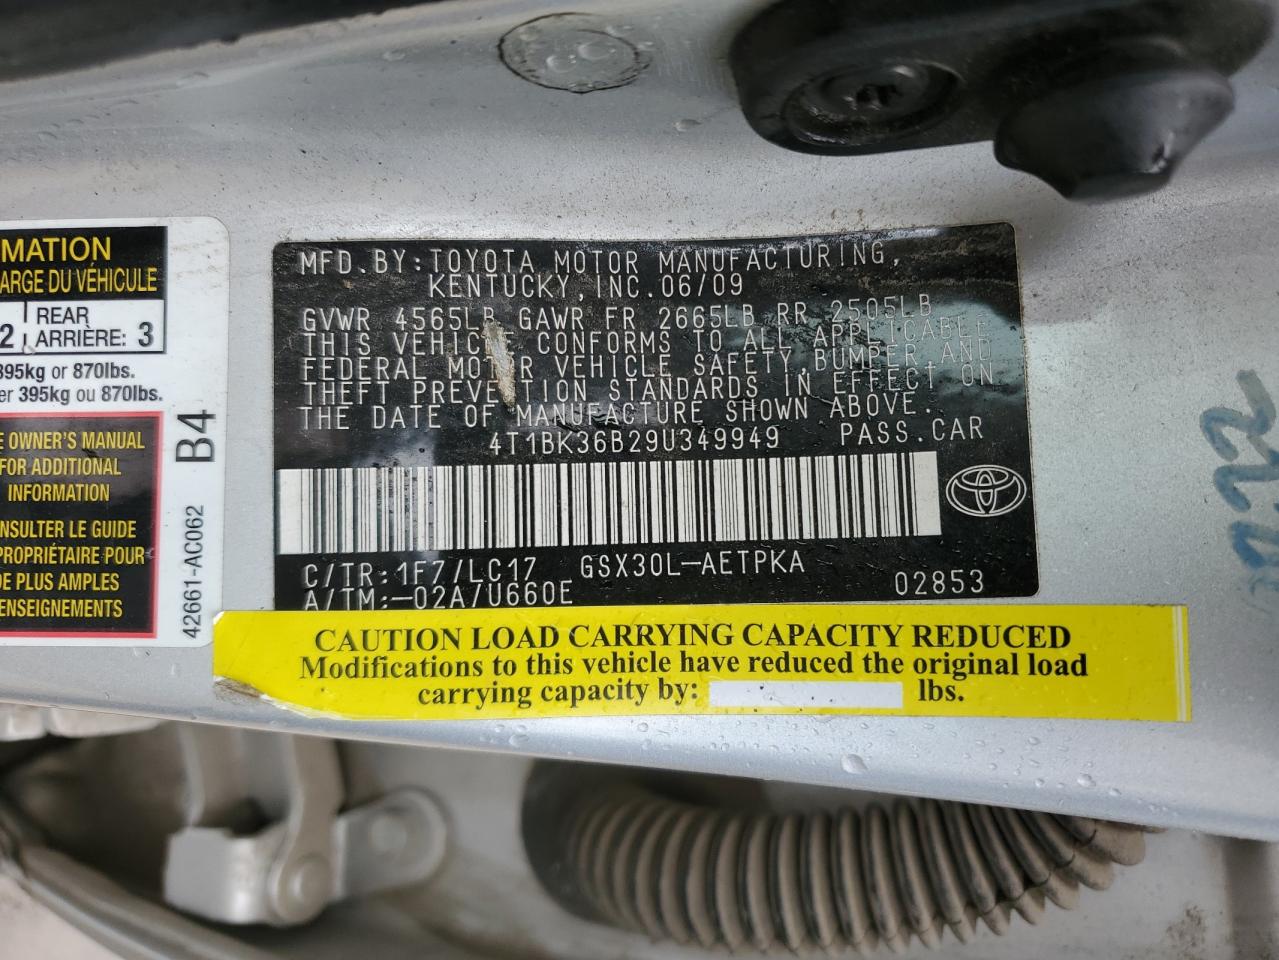 MATION
ARGE DU VÉHICULE
2 REAR
ARRIÈRE: 3
395kg or 870lbs.
er 395kg ou 870lbs.
E OWNER'S MANUAL
FOR ADDITIONAL
INFORMATION
NSULTER LE GUIDE
PROPRIÉTAIRE POUR
DE PLUS AMPLES
ENSEIGNEMENTS
B4
42661-AC062
MFD.BY:TOYOTA MOTOR MANUFACTURING,
KENTUCKY,INC.06/09
GVWR 4565LB GAWR FR 2665LB RR 2505LB
THIS VEHICLE CONFORMS TO ALL APPLICABLE
FEDERAL MOTOR VEHICLE SAFETY,BUMPER,AND
THEFT PREVENTION STANDARDS IN EFFECT ON
THE DATE OF MANUFACTURE SHOWN ABOVE.
4T1BK36B29U349949 PASS.CAR
C/TR:1F7/LC17 GSX30L-AETPKA
A/TM:-02A/U660E 02853
CAUTION LOAD CARRYING CAPACITY REDUCED
Modifications to this vehicle have reduced the original load
carrying capacity by: lbs.